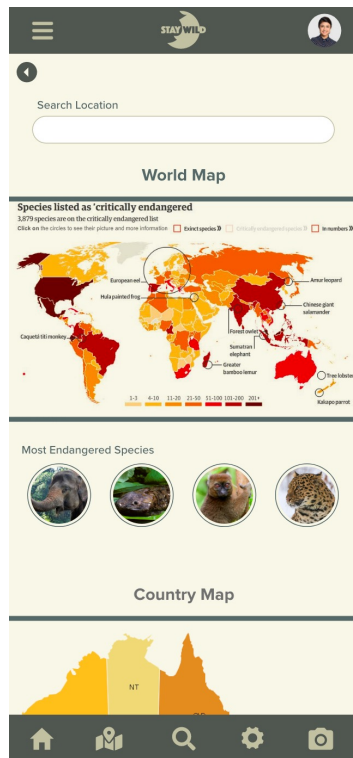 STAY WILD
Search Location
World Map
Species listed as 'critically endangered
3,879 species are on the critically endangered list
Click on the circles to see their picture and more information
Exinct species »
Critically endangered species »
In numbers »
European eel
Amur leopard
Hula painted frog
Chinese giant
salamander
Caquetá titi monkey
Forest owlet
Sumatran
elephant
Greater
bamboo lemur
Tree lobster
Kakapo parrot
1-3 4-10 11-20 21-50 51-100 101-200 201+
Most Endangered Species
Country Map
NT